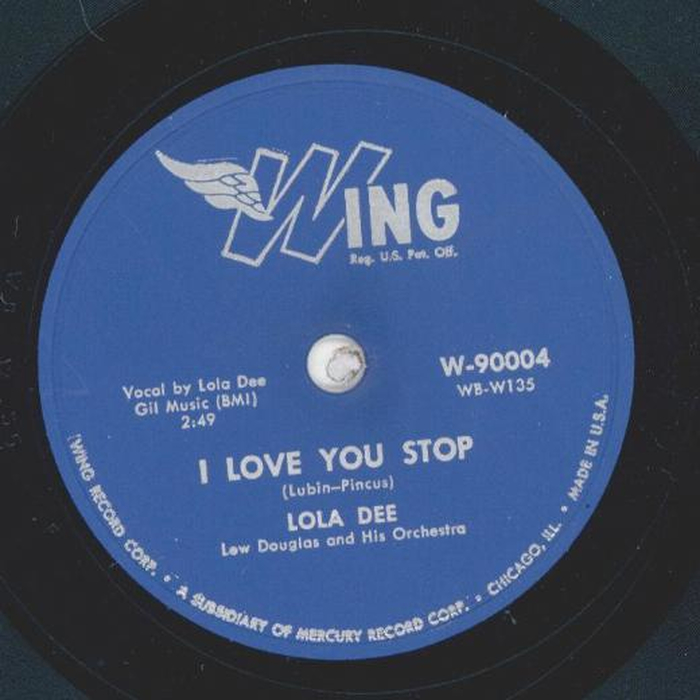 WING
Reg. U.S. Pat. Off.
W-90004
WB-W135
Vocal by Lola Dee
Gil Music (BMI)
2:49
I LOVE YOU STOP
(Lubin—Pincus)
LOLA DEE
Lew Douglas and His Orchestra
(WING RECORD CORP. • A SUBSIDIARY OF MERCURY RECORD CORP. • CHICAGO, ILL. • MADE IN U.S.A.